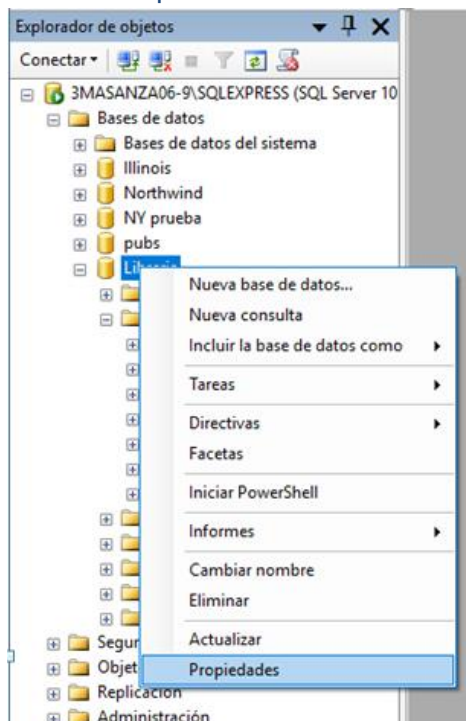 Explorador de objetos
Conectar
3MASANZA06-9\SQLEXPRESS (SQL Server 10
Bases de datos
Bases de datos del sistema
Illinois
Northwind
NY prueba
pubs
Nueva base de datos...
Nueva consulta
Incluir la base de datos como
Tareas
Directivas
Facetas
Iniciar PowerShell
Informes
Cambiar nombre
Eliminar
Actualizar
Segur
Propiedades
Objet
Replicación
Administración